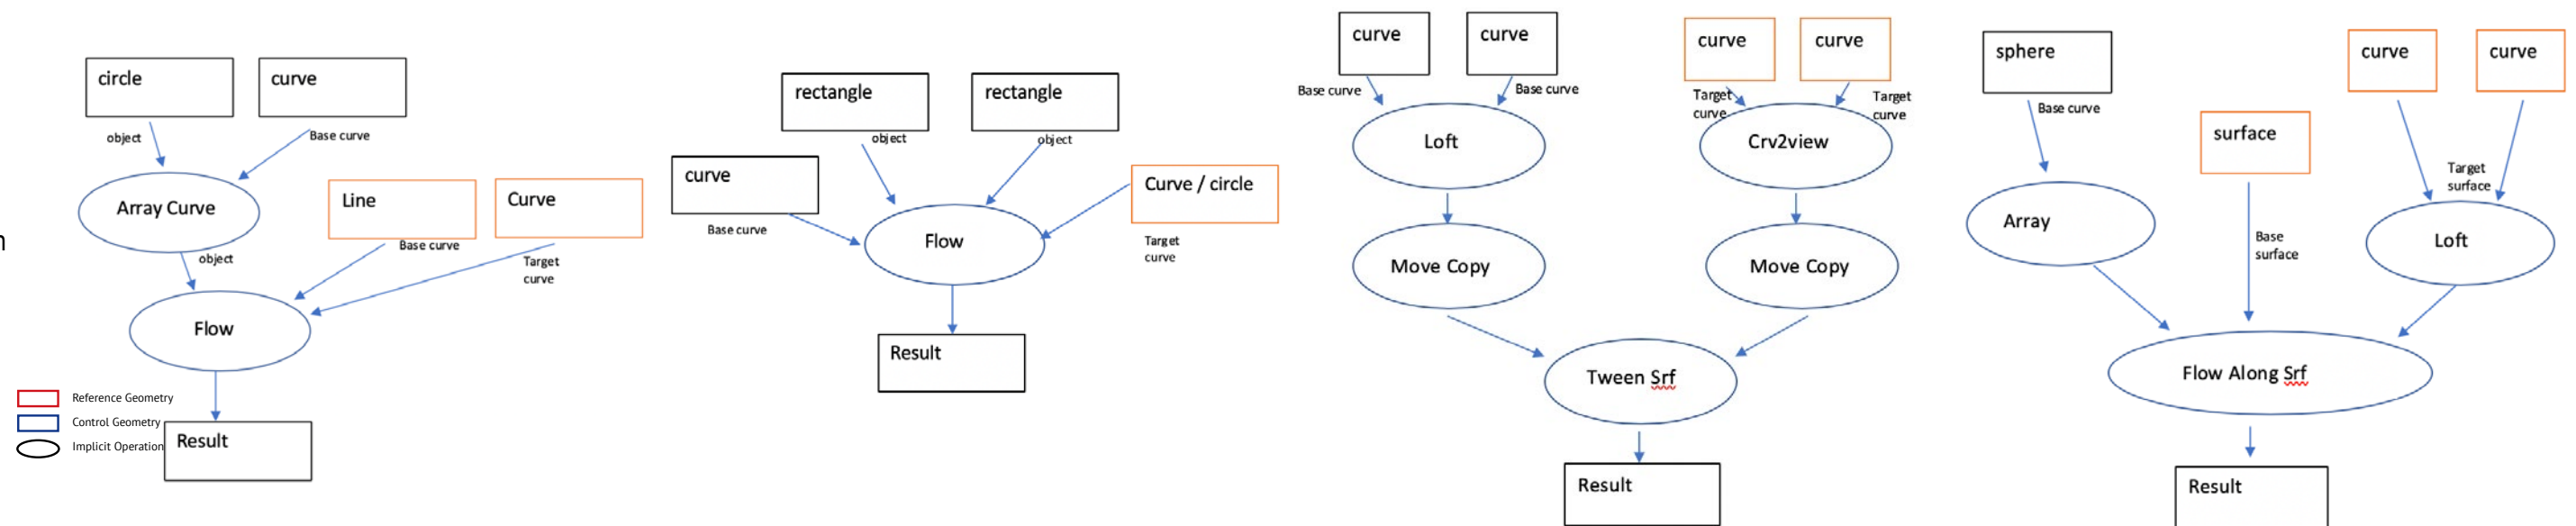 circle
curve
object
Base curve
Array Curve
Line
Curve
object
Base curve
Target
curve
Flow
Reference Geometry
Control Geometry
Implicit Operation
Result
rectangle
rectangle
object
object
curve
Base curve
Curve / circle
Target
curve
Flow
Result
curve
curve
Base curve
Base curve
Loft
Move Copy
curve
curve
Target
curve
Target
curve
Crv2view
Move Copy
Tween Srf
Result
sphere
Base curve
Array
surface
Base
surface
curve
curve
Target
surface
Loft
Flow Along Srf
Result